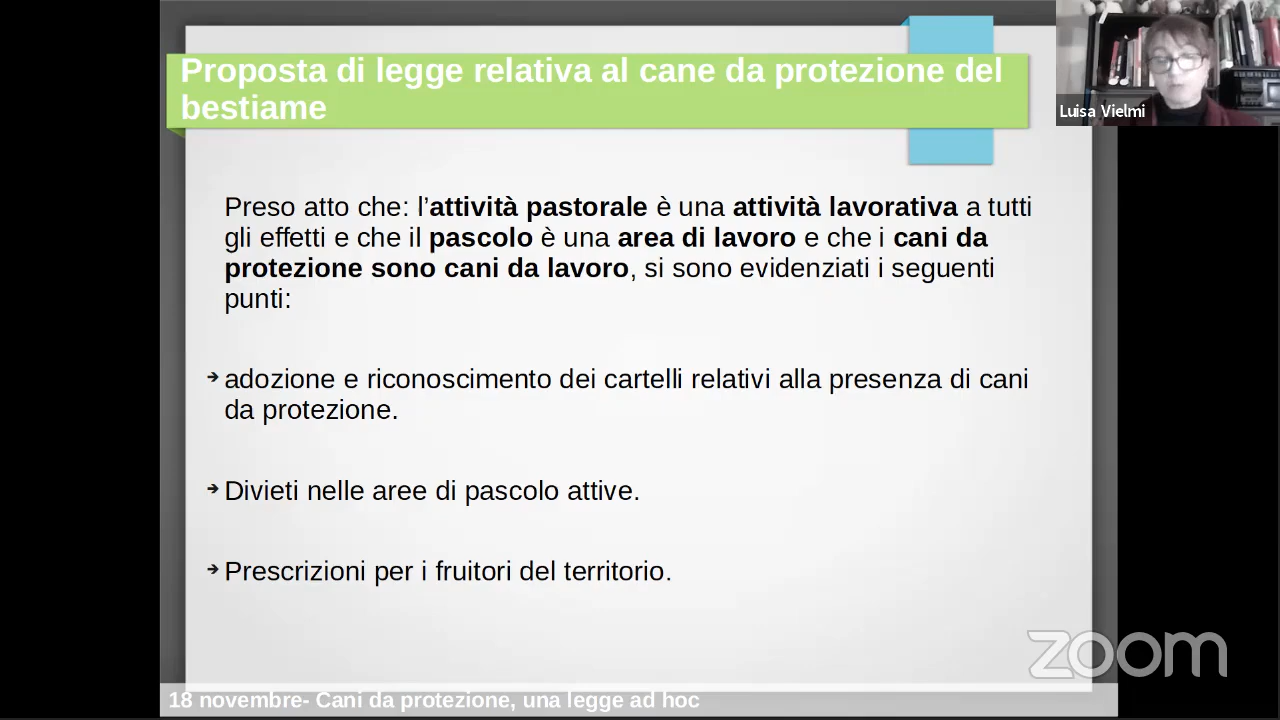 Proposta di legge relativa al cane da protezione del
bestiame
Luisa Vielmi
Preso atto che: l’attività pastorale è una attività lavorativa a tutti
gli effetti e che il pascolo è una area di lavoro e che i cani da
protezione sono cani da lavoro, si sono evidenziati i seguenti
punti:
➔ adozione e riconoscimento dei cartelli relativi alla presenza di cani
da protezione.
➔ Divieti nelle aree di pascolo attive.
➔ Prescrizioni per i fruitori del territorio.
zoom
18 novembre- Cani da protezione, una legge ad hoc